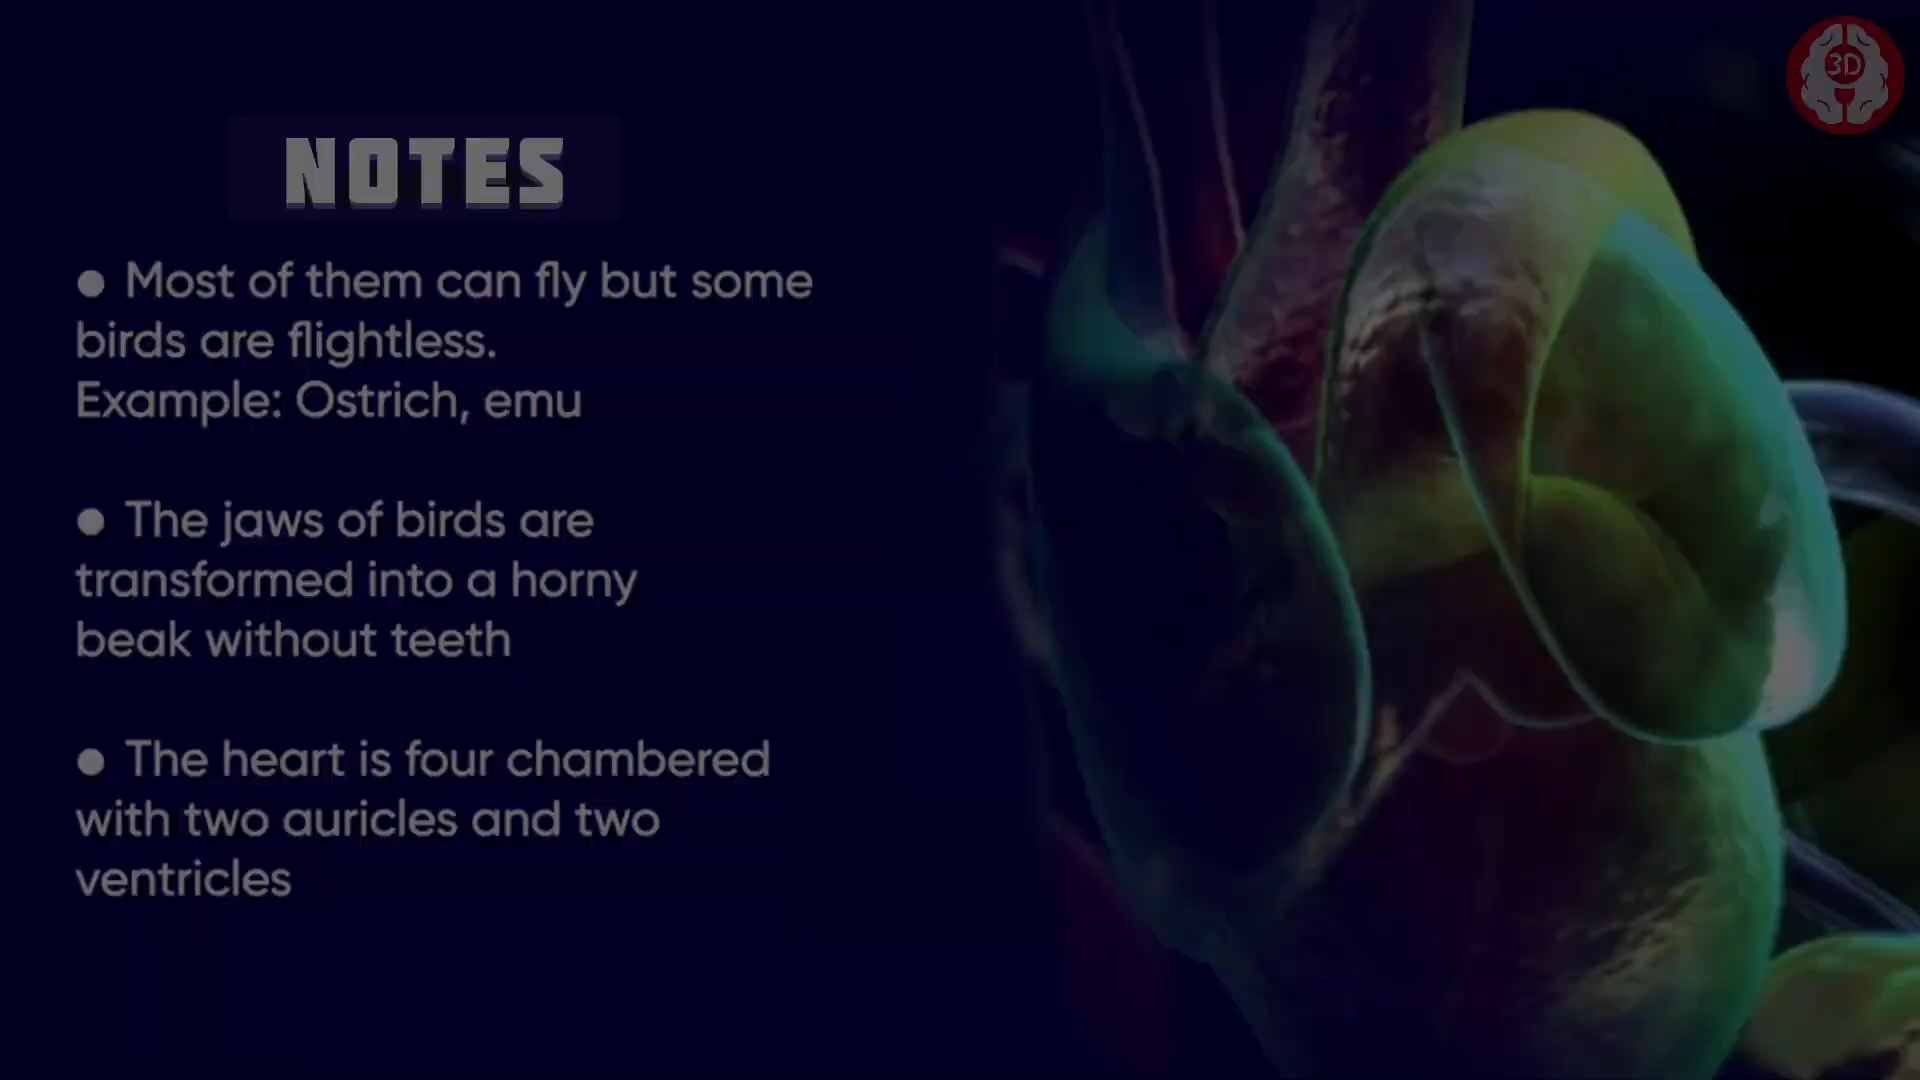 3D
NOTES
● Most of them can fly but some
birds are flightless.
Example: Ostrich, emu
● The jaws of birds are
transformed into a horny
beak without teeth
● The heart is four chambered
with two auricles and two
ventricles